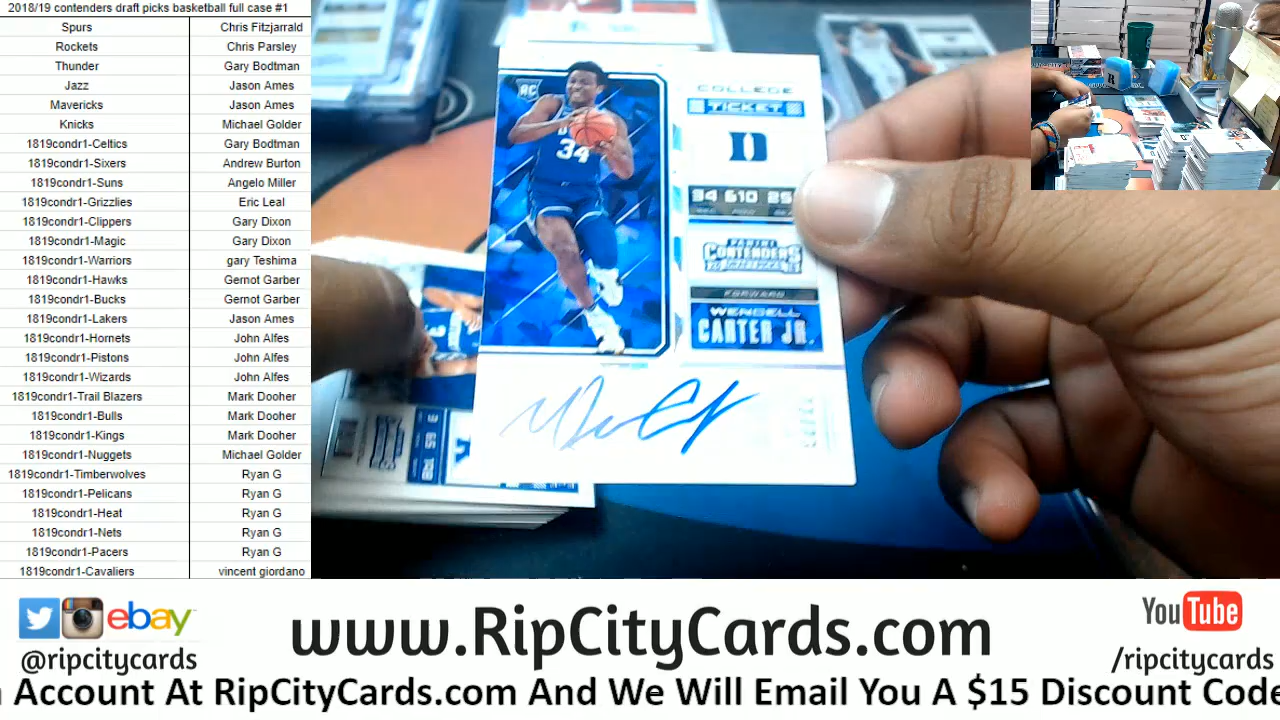 2018/19 contenders draft picks basketball full case #1
Spurs Chris Fitzjarrald
Rockets Chris Parsley
Thunder Gary Bodtman
Jazz Jason Ames
Mavericks Jason Ames
Knicks Michael Golder
1819condr1-Celtics Gary Bodtman
1819condr1-Sixers Andrew Burton
1819condr1-Suns Angelo Miller
1819condr1-Grizzlies Eric Leal
1819condr1-Clippers Gary Dixon
1819condr1-Magic Gary Dixon
1819condr1-Warriors gary Teshima
1819condr1-Hawks Gernot Garber
1819condr1-Bucks Gernot Garber
1819condr1-Lakers Jason Ames
1819condr1-Hornets John Alfes
1819condr1-Pistons John Alfes
1819condr1-Wizards John Alfes
1819condr1-Trail Blazers Mark Dooher
1819condr1-Bulls Mark Dooher
1819condr1-Kings Mark Dooher
1819condr1-Nuggets Michael Golder
1819condr1-Timberwolves Ryan G
1819condr1-Pelicans Ryan G
1819condr1-Heat Ryan G
1819condr1-Nets Ryan G
1819condr1-Pacers Ryan G
1819condr1-Cavaliers vincent giordano
RC
34
COLLEGE
TICKET
D
34 610 25
PANINI
CONTENDERS
FORWARD
WENDELL
CARTER JR.
ebay
@ripcitycards
www.RipCityCards.com
YouTube
/ripcitycards
Account At RipCityCards.com And We Will Email You A $15 Discount Code